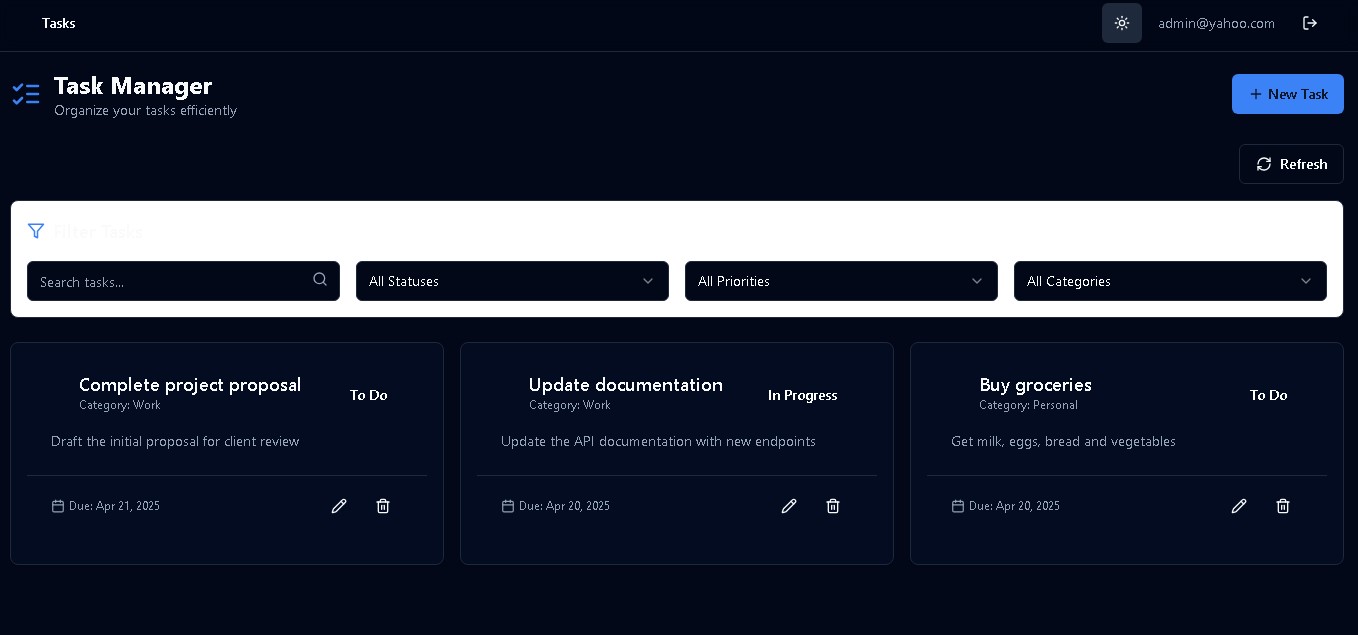 Tasks
admin@yahoo.com
Task Manager
Organize your tasks efficiently
New Task
Refresh
Filter Tasks
Search tasks...
All Statuses
All Priorities
All Categories
Complete project proposal
Category: Work
To Do
Draft the initial proposal for client review
Due: Apr 21, 2025
Update documentation
Category: Work
In Progress
Update the API documentation with new endpoints
Due: Apr 20, 2025
Buy groceries
Category: Personal
To Do
Get milk, eggs, bread and vegetables
Due: Apr 20, 2025